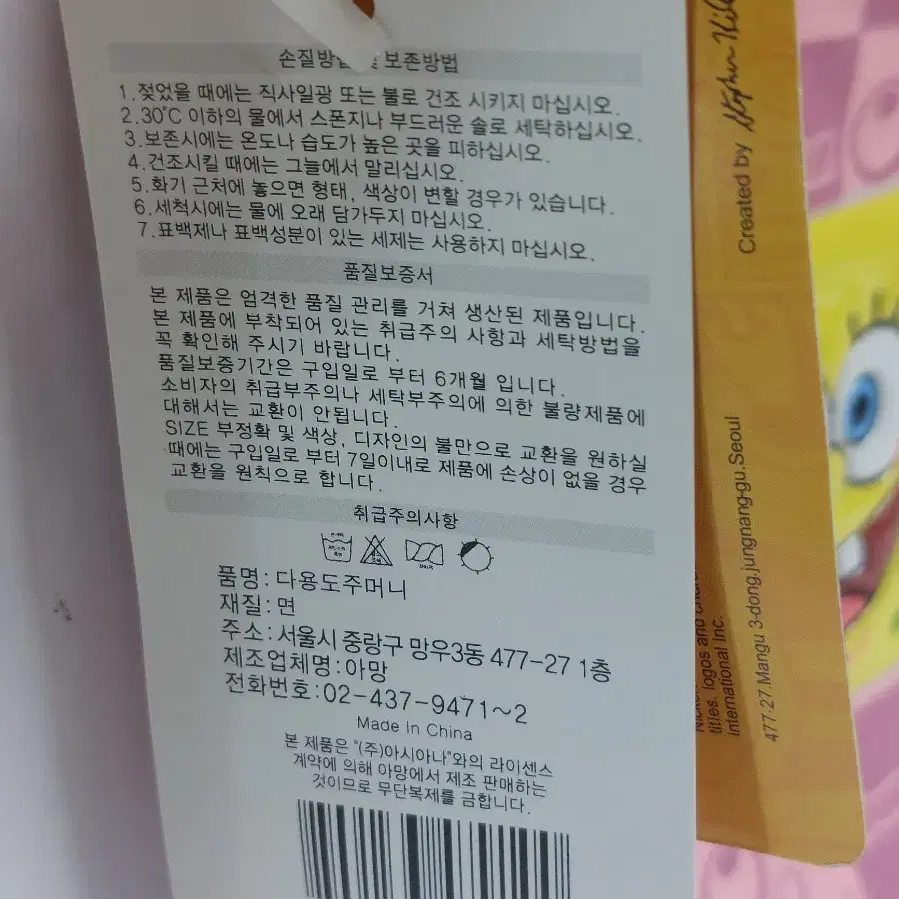 손질방법 및 보존방법
1.젖었을 때에는 직사일광 또는 불로 건조 시키지 마십시오.
2.30℃ 이하의 물에서 스폰지나 부드러운 솔로 세탁하십시오.
3.보존시에는 온도나 습도가 높은 곳을 피하십시오.
4.건조시킬 때에는 그늘에서 말리십시오.
5.화기 근처에 놓으면 형태, 색상이 변할 경우가 있습니다.
6.세척시에는 물에 오래 담가두지 마십시오.
7.표백제나 표백성분이 있는 세제는 사용하지 마십시오.
품질보증서
본 제품은 엄격한 품질 관리를 거쳐 생산된 제품입니다.
본 제품에 부착되어 있는 취급주의 사항과 세탁방법을
꼭 확인해 주시기 바랍니다.
품질보증기간은 구입일로 부터 6개월 입니다.
소비자의 취급부주의나 세탁부주의에 의한 불량제품에
대해서는 교환이 안됩니다.
SIZE 부정확 및 색상, 디자인의 불만으로 교환을 원하실
때에는 구입일로 부터 7일이내로 제품에 손상이 없을 경우
교환을 원칙으로 합니다.
취급주의사항
품명: 다용도주머니
재질: 면
주소: 서울시 중랑구 망우3동 477-27 1층
제조업체명: 아망
전화번호: 02-437-9471~2
Made In China
본 제품은 "(주)아시아나"와의 라이센스
계약에 의해 아망에서 제조 판매하는
것이므로 무단복제를 금합니다.
Created by Stephen
titles, logos and
International Inc.
477-27.Mangu 3-dong.jungnang-gu.Seoul